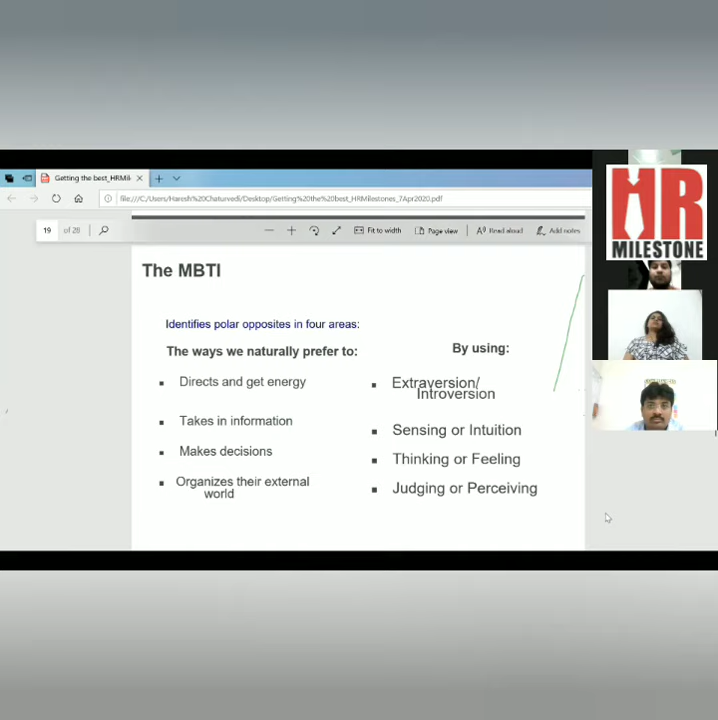 Getting the best_HRMil
file:///C:/Users/Haresh%20Chaturvedi/Desktop/Getting%20the%20best_HRMilestones_7Apr2020.pdf
19 of 28
Fit to width
Page view
Read aloud
Add notes
HR
MILESTONE
The MBTI
Identifies polar opposites in four areas:
The ways we naturally prefer to:
Directs and get energy
Takes in information
Makes decisions
Organizes their external
world
By using:
Extraversion/
Introversion
Sensing or Intuition
Thinking or Feeling
Judging or Perceiving